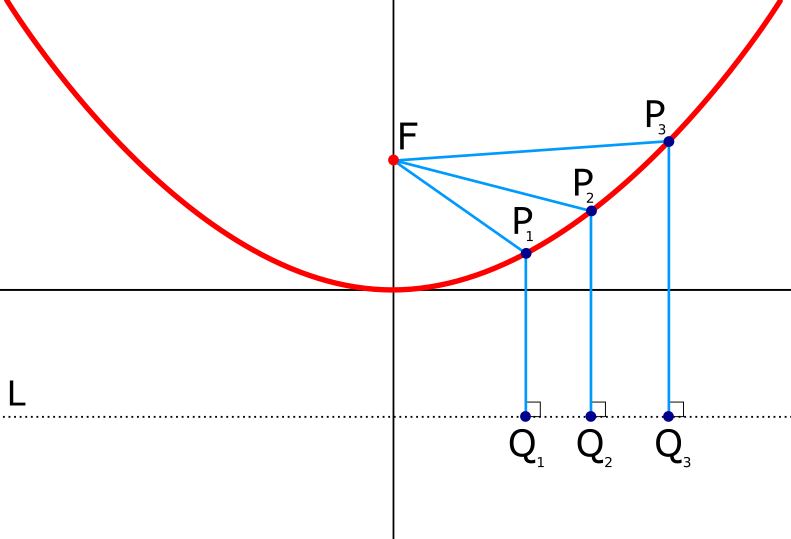 F
P₃
P₂
P₁
L
Q₁ Q₂ Q₃